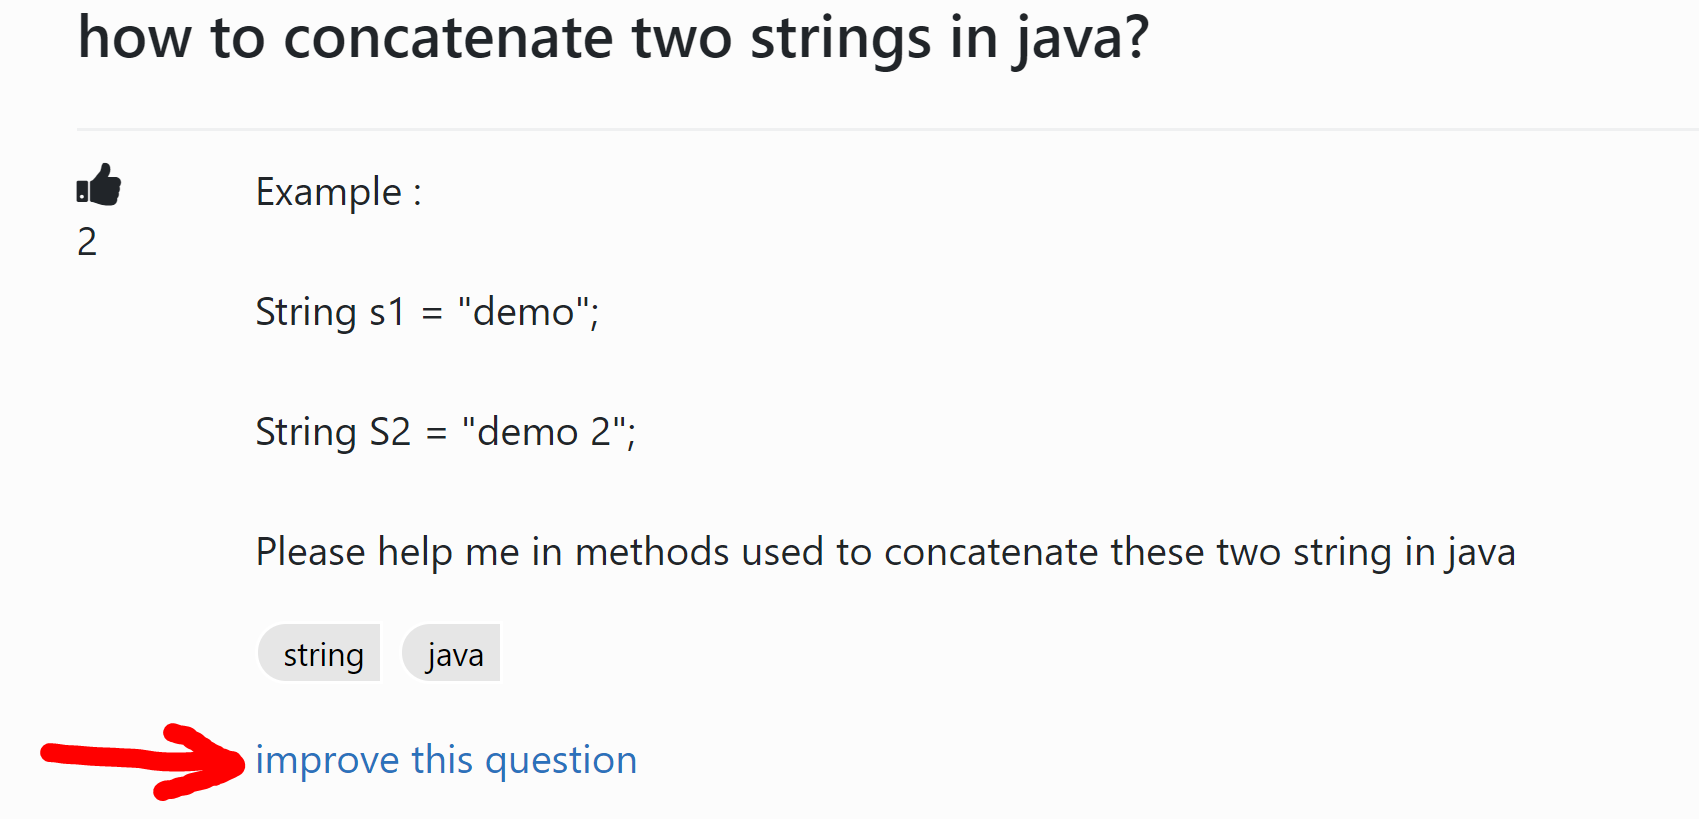 how to concatenate two strings in java?
2
Example :
String s1 = "demo";
String S2 = "demo 2";
Please help me in methods used to concatenate these two string in java
string java
improve this question